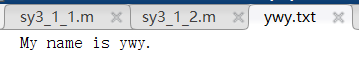 sy3_1_1.m × sy3_1_2.m × ywy.txt ×
My name is ywy.